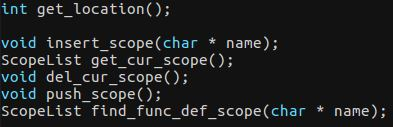 int get_location();
void insert_scope(char * name);
ScopeList get_cur_scope();
void del_cur_scope();
void push_scope();
ScopeList find_func_def_scope(char * name);